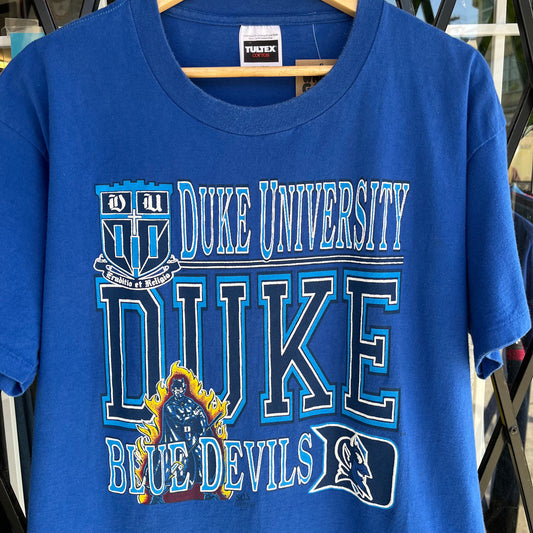 TULTEX
D U
DUKE UNIVERSITY
Eruditio et Religio
DUKE
BLUE DEVILS
D